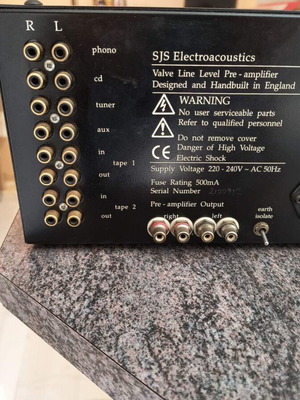 R L
phono
cd
tuner
aux
in
tape 1
out
in
tape 2
out
SJS Electroacoustics
Valve Line Level Pre-amplifier
Designed and Handbuilt in England
WARNING
No user serviceable parts
Refer to qualified personnel
Do not remove cover
Danger of High Voltage
Electric Shock
CE
Supply Voltage 220 - 240V ~ AC 50Hz
Fuse Rating 500mA
Serial Number
Pre-amplifier Output
right left
earth
isolate